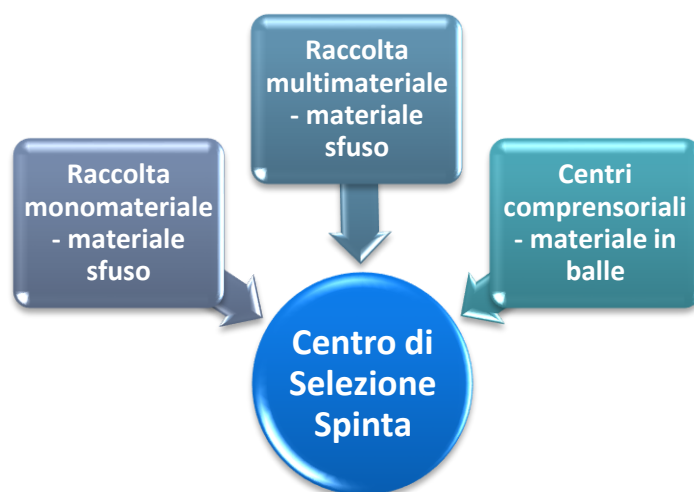 Raccolta
multimateriale
- materiale
sfuso
Raccolta
monomateriale
- materiale
sfuso
Centri
comprensoriali
- materiale in
balle
Centro di
Selezione
Spinta